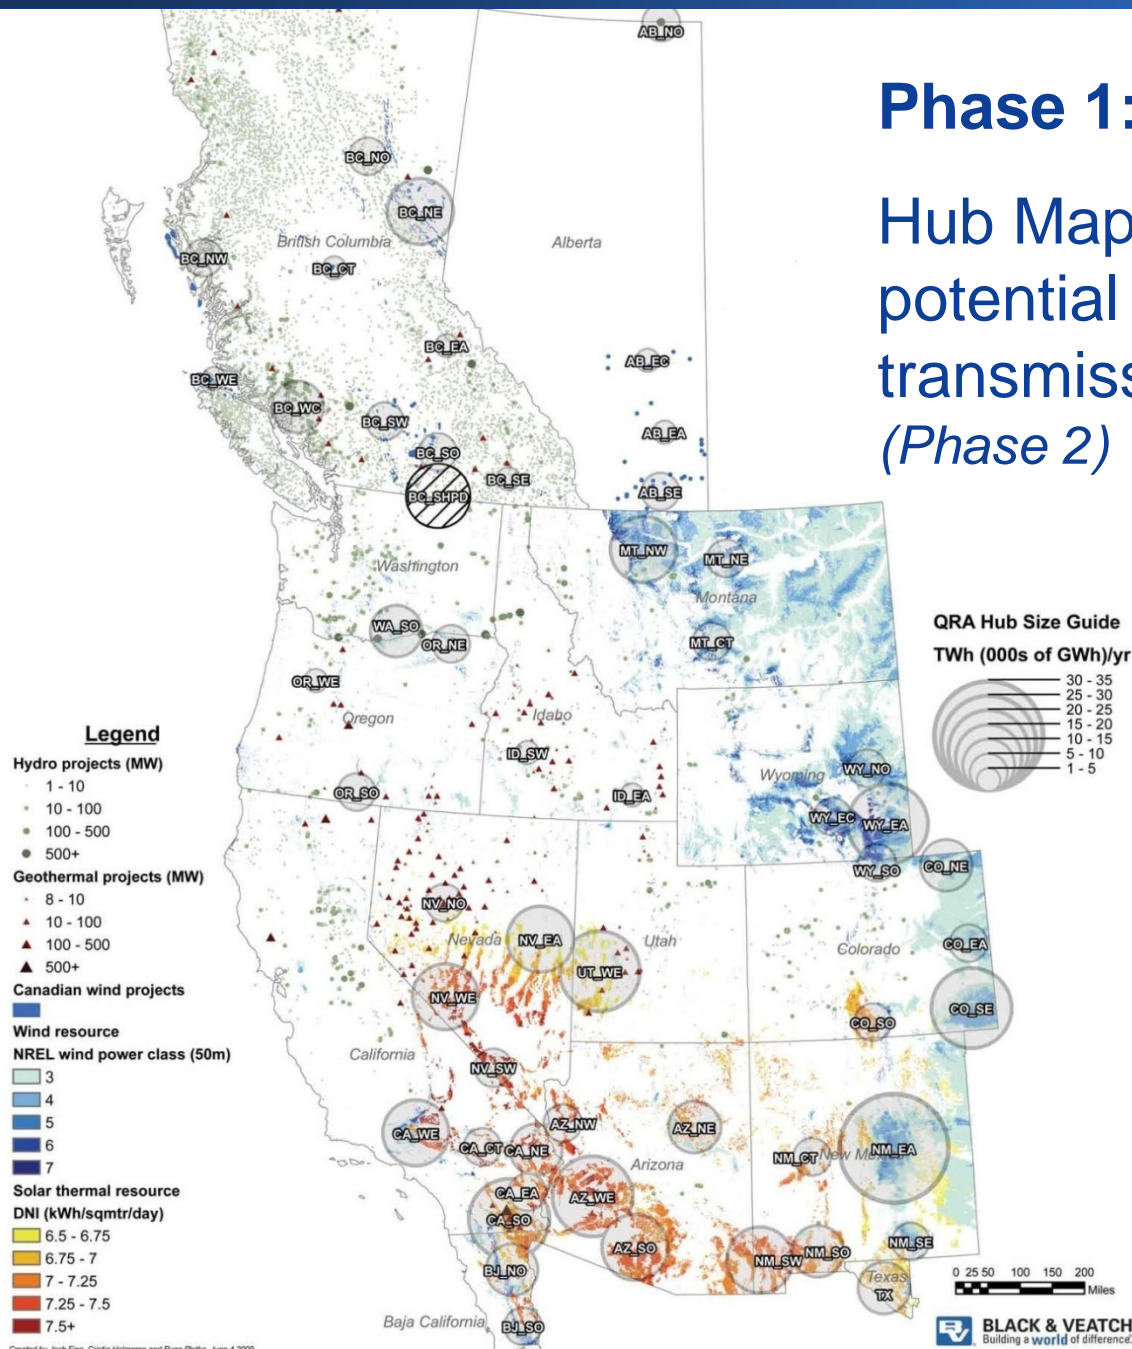 Phase 1:
Hub Map
potential
transmiss
(Phase 2)
AB_NO
BC_NO
BC_NE
British Columbia
Alberta
BC_NW
BC_CT
BC_EA
AB_EC
BC_WE
BC_WC
BC_SW
AB_EA
BC_SO
BC_SE
AB_SE
BC_SHPD
MT_NW
MT_NE
Washington
Montana
WA_SO
OR_NE
MT_CT
OR_WE
Oregon
Idaho
ID_SW
Wyoming
WY_NO
OR_SO
ID_EA
WY_EC
WY_EA
WY_SO
CO_NE
NV_NO
Nevada
NV_EA
Utah
UT_WE
Colorado
CO_EA
NV_WE
CO_SE
CO_SO
California
NV_SW
CA_WE
AZ_NW
AZ_NE
CA_CT
CA_NE
NM_CT
New Me
NM_EA
Arizona
CA_EA
AZ_WE
CA_SO
AZ_SO
NM_SW
NM_SO
NM_SE
BJ_NO
Texas
TX
Baja California
BJ_SO
QRA Hub Size Guide
TWh (000s of GWh)/yr
30 - 35
25 - 30
20 - 25
15 - 20
10 - 15
5 - 10
1 - 5
Legend
Hydro projects (MW)
1 - 10
10 - 100
100 - 500
500+
Geothermal projects (MW)
8 - 10
10 - 100
100 - 500
500+
Canadian wind projects
Wind resource
NREL wind power class (50m)
3
4
5
6
7
Solar thermal resource
DNI (kWh/sqmtr/day)
6.5 - 6.75
6.75 - 7
7 - 7.25
7.25 - 7.5
7.5+
0 25 50 100 150 200
Miles
BLACK & VEATCH
Building a world of difference.